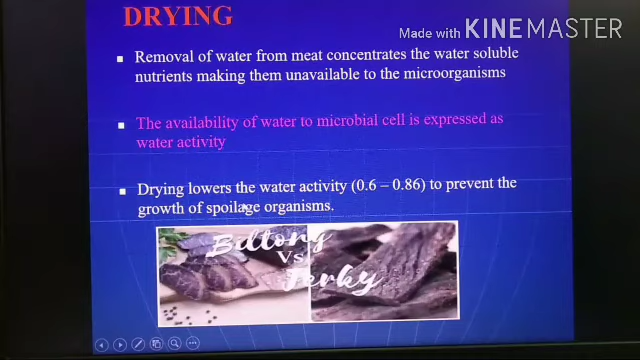 DRYING
Made with KINEMASTER
Removal of water from meat concentrates the water soluble
nutrients making them unavailable to the microorganisms
The availability of water to microbial cell is expressed as
water activity
Drying lowers the water activity (0.6 – 0.86) to prevent the
growth of spoilage organisms.
Biltong
Vs
Jerky